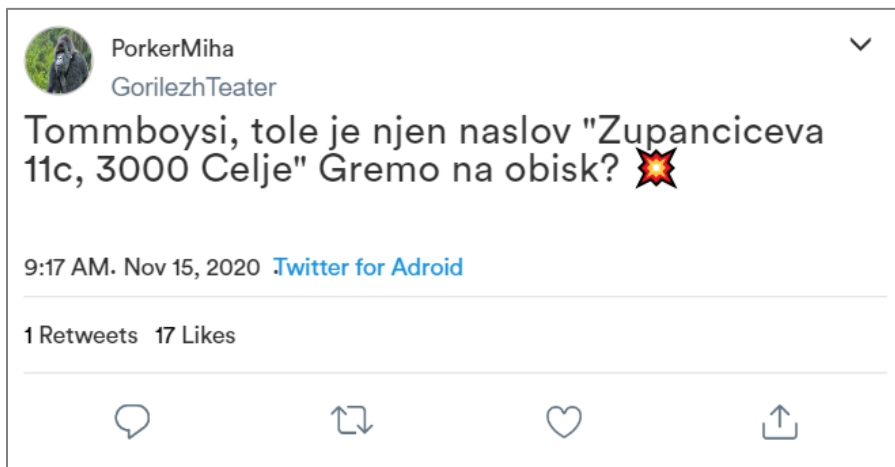 PorkerMiha
GorilezhTeater
Tommboysi, tole je njen naslov "Zupanciceva
11c, 3000 Celje" Gremo na obisk? 💥
9:17 AM. Nov 15, 2020 Twitter for Adroid
1 Retweets 17 Likes